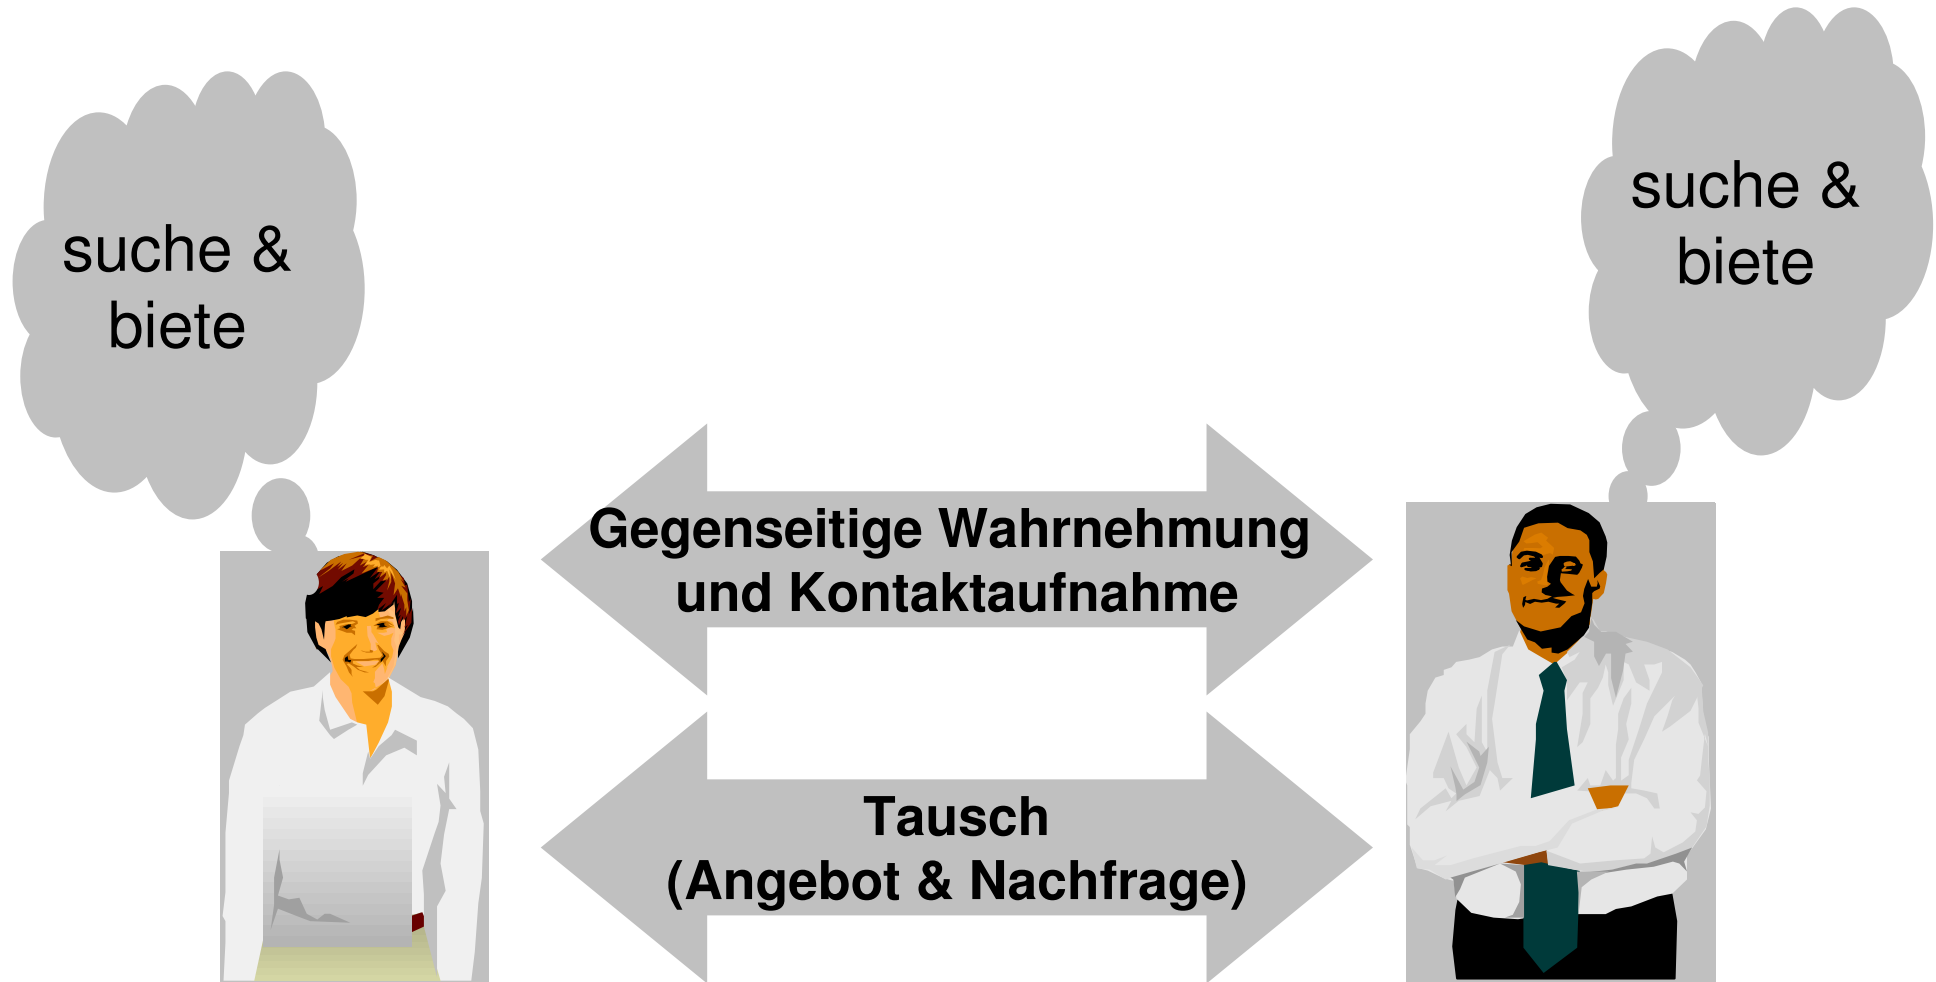 suche &
biete
suche &
biete
Gegenseitige Wahrnehmung
und Kontaktaufnahme
Tausch
(Angebot & Nachfrage)